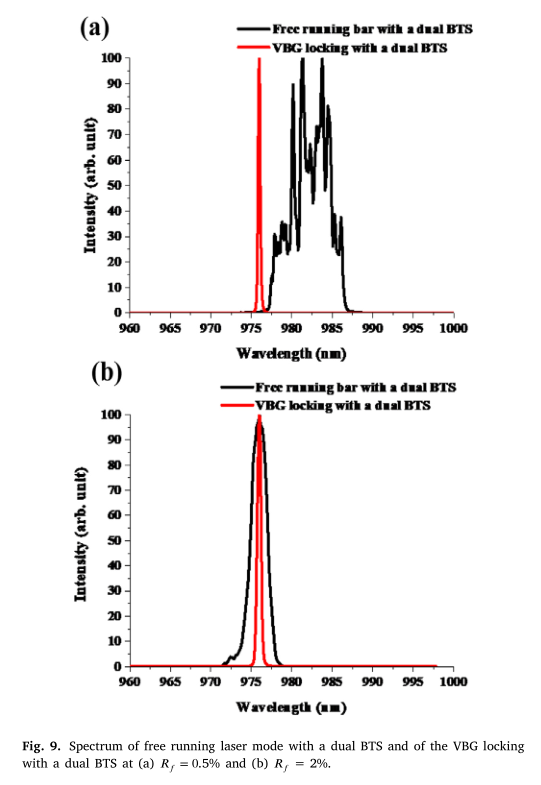 (a)
Free running bar with a dual BTS
VBG locking with a dual BTS
100
90
80
70
60
50
40
30
20
10
0
Intensity (arb. unit)
960 965 970 975 980 985 990 995 1000
Wavelength (nm)
(b)
Free running bar with a dual BTS
VBG locking with a dual BTS
100
90
80
70
60
50
40
30
20
10
0
Intensity (arb. unit)
960 965 970 975 980 985 990 995 1000
Wavelength (nm)
Fig. 9. Spectrum of free running laser mode with a dual BTS and of the VBG locking
with a dual BTS at (a) R_f = 0.5% and (b) R_f = 2%.